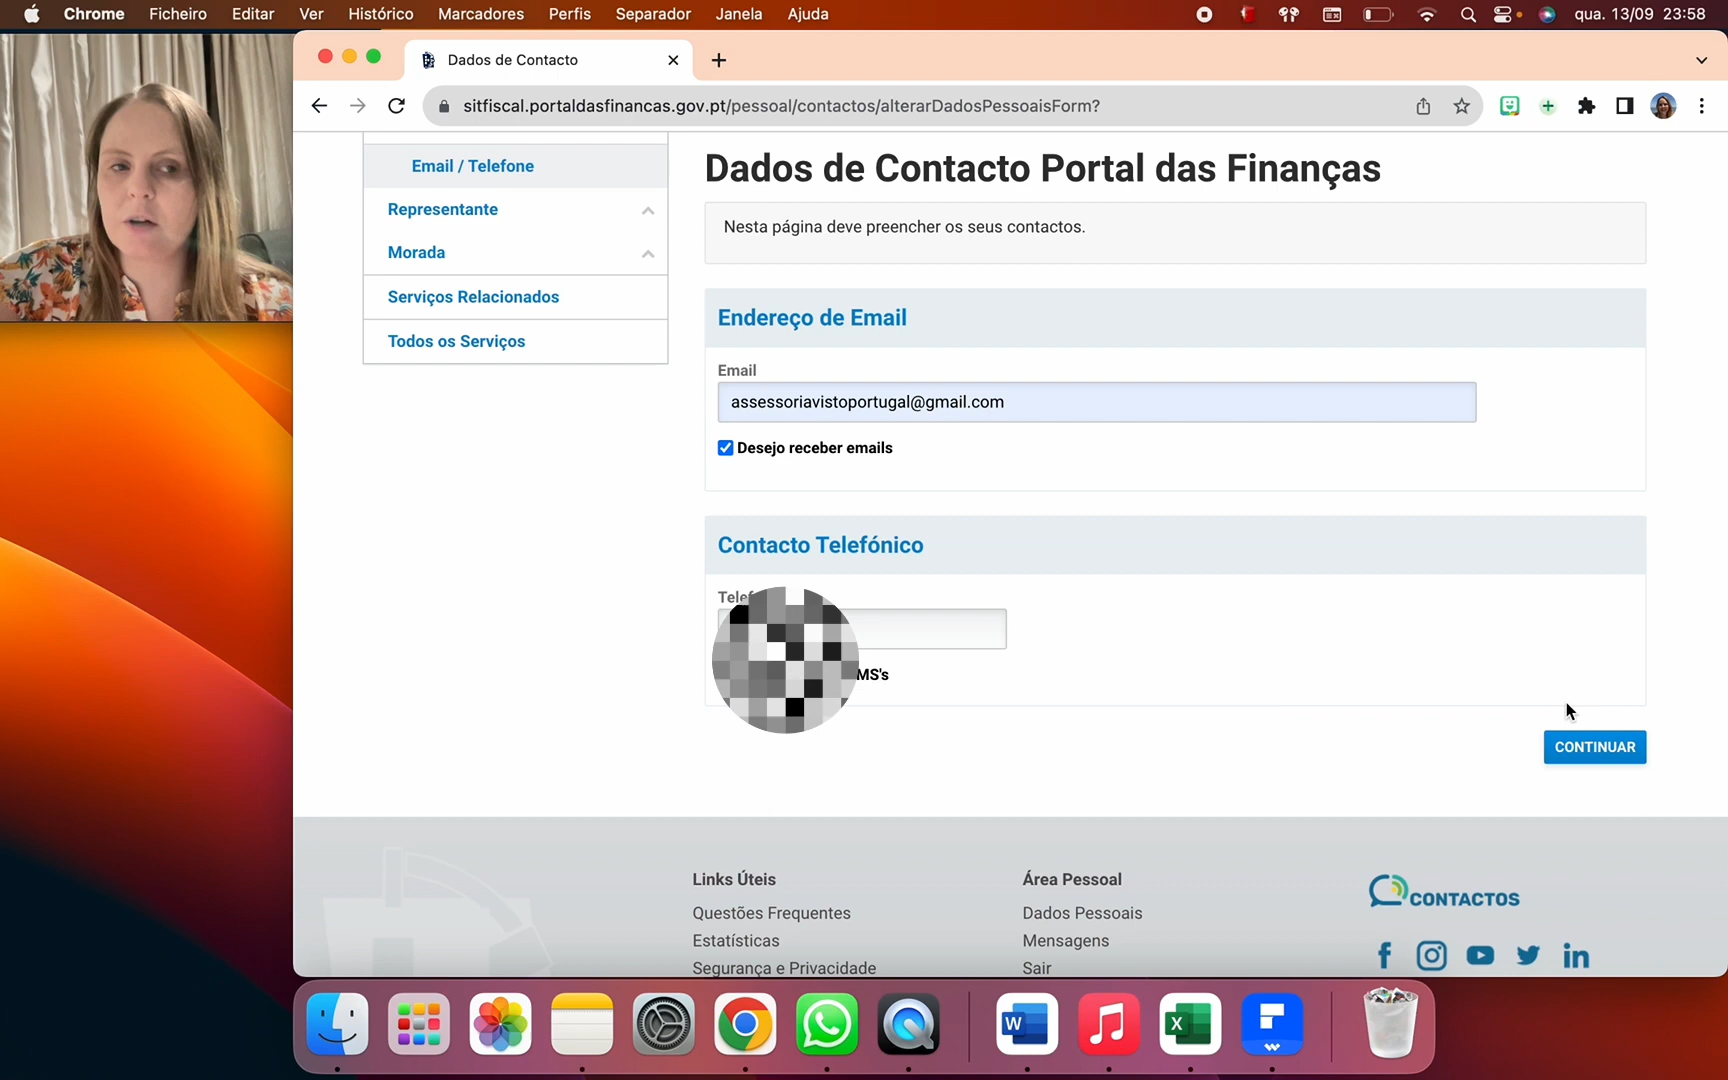 Chrome Ficheiro Editar Ver Histórico Marcadores Perfis Separador Janela Ajuda qua. 13/09 23:58
Dados de Contacto
sitfiscal.portaldasfinancas.gov.pt/pessoal/contactos/alterarDadosPessoaisForm?
Email / Telefone
Representante
Morada
Serviços Relacionados
Todos os Serviços
Dados de Contacto Portal das Finanças
Nesta página deve preencher os seus contactos.
Endereço de Email
Email
assessoriavistoportugal@gmail.com
Desejo receber emails
Contacto Telefónico
CONTINUAR
Links Úteis
Questões Frequentes
Estatísticas
Segurança e Privacidade
Área Pessoal
Dados Pessoais
Mensagens
Sair
CONTACTOS